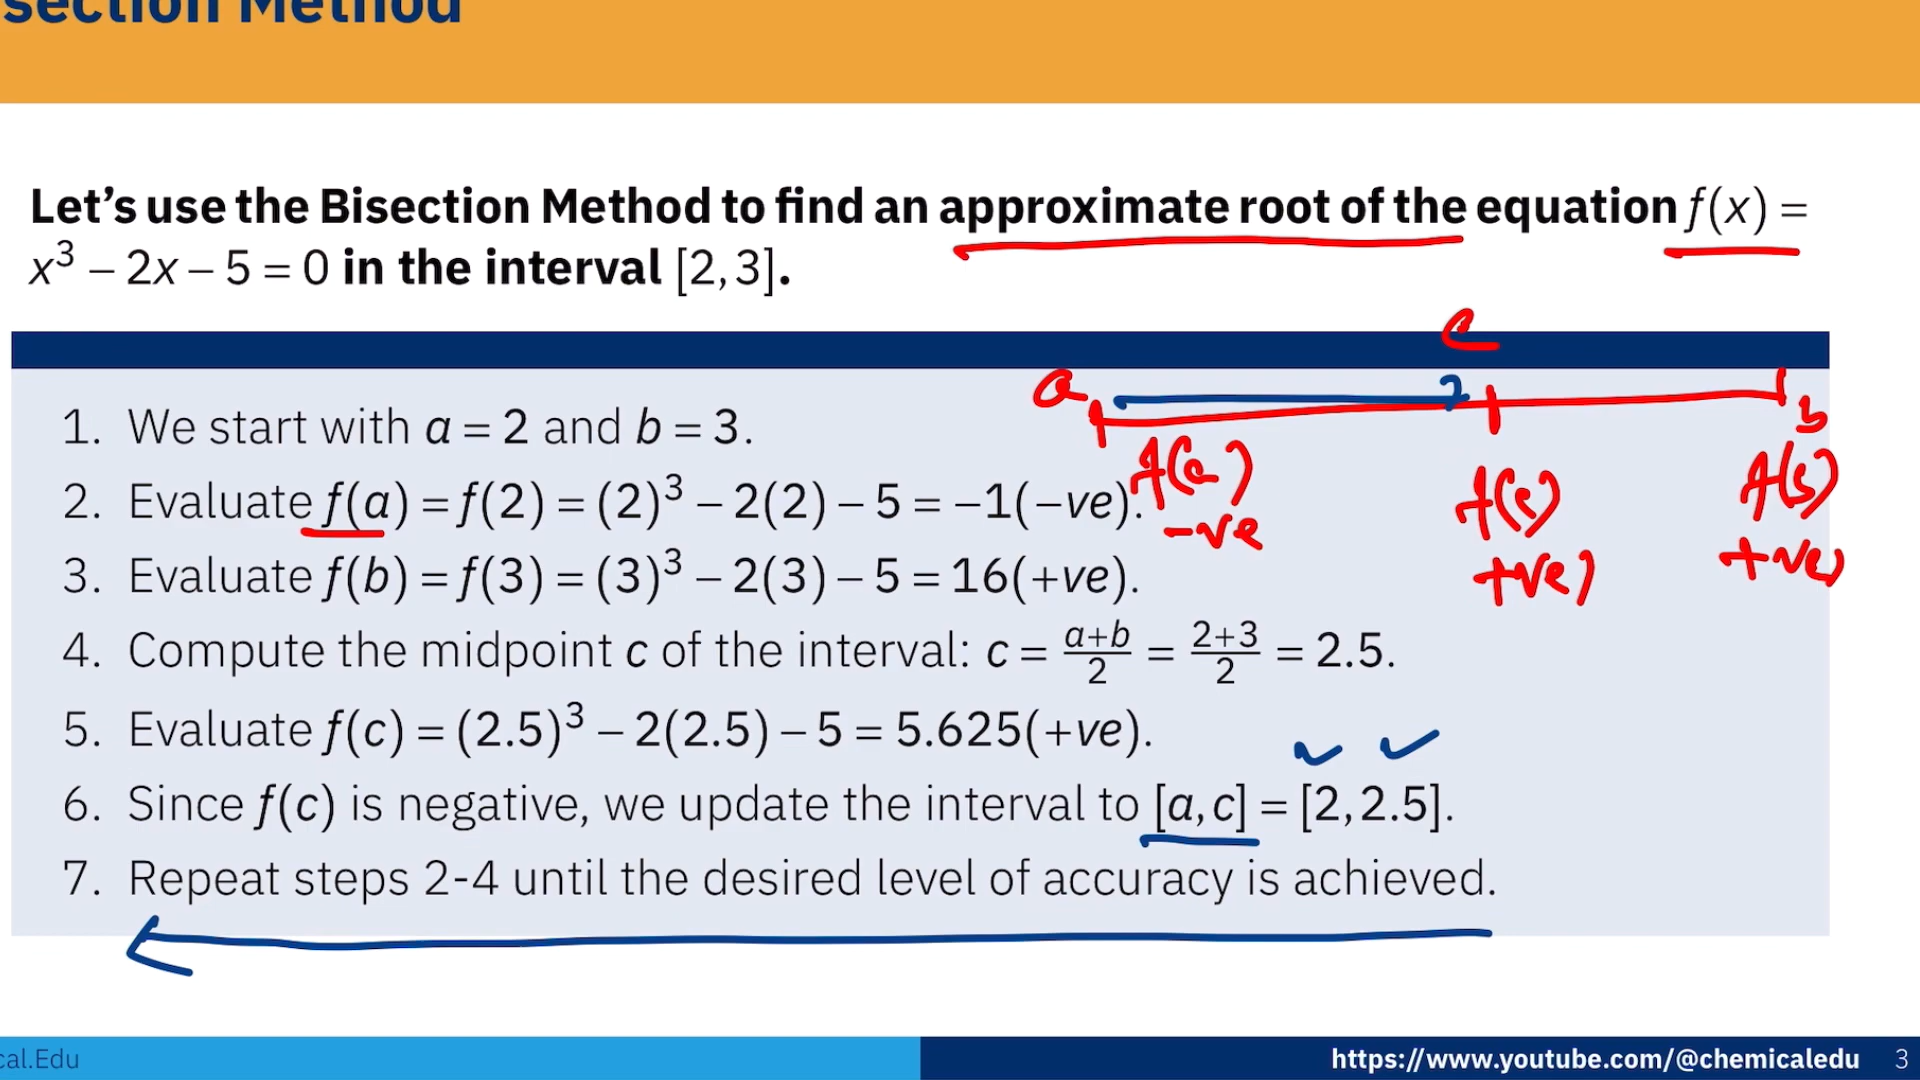 section Method
Let's use the Bisection Method to find an approximate root of the equation f(x) =
x³ – 2x – 5 = 0 in the interval [2, 3].
c
a
b
1. We start with a = 2 and b = 3.
2. Evaluate f(a) = f(2) = (2)³ – 2(2) – 5 = –1(–ve).
f(a)
-ve
f(c)
+ve
f(b)
+ve
3. Evaluate f(b) = f(3) = (3)³ – 2(3) – 5 = 16(+ve).
4. Compute the midpoint c of the interval: c = (a+b)/2 = (2+3)/2 = 2.5.
5. Evaluate f(c) = (2.5)³ – 2(2.5) – 5 = 5.625(+ve).
6. Since f(c) is negative, we update the interval to [a, c] = [2, 2.5].
7. Repeat steps 2-4 until the desired level of accuracy is achieved.
cal.Edu
https://www.youtube.com/@chemicaledu 3